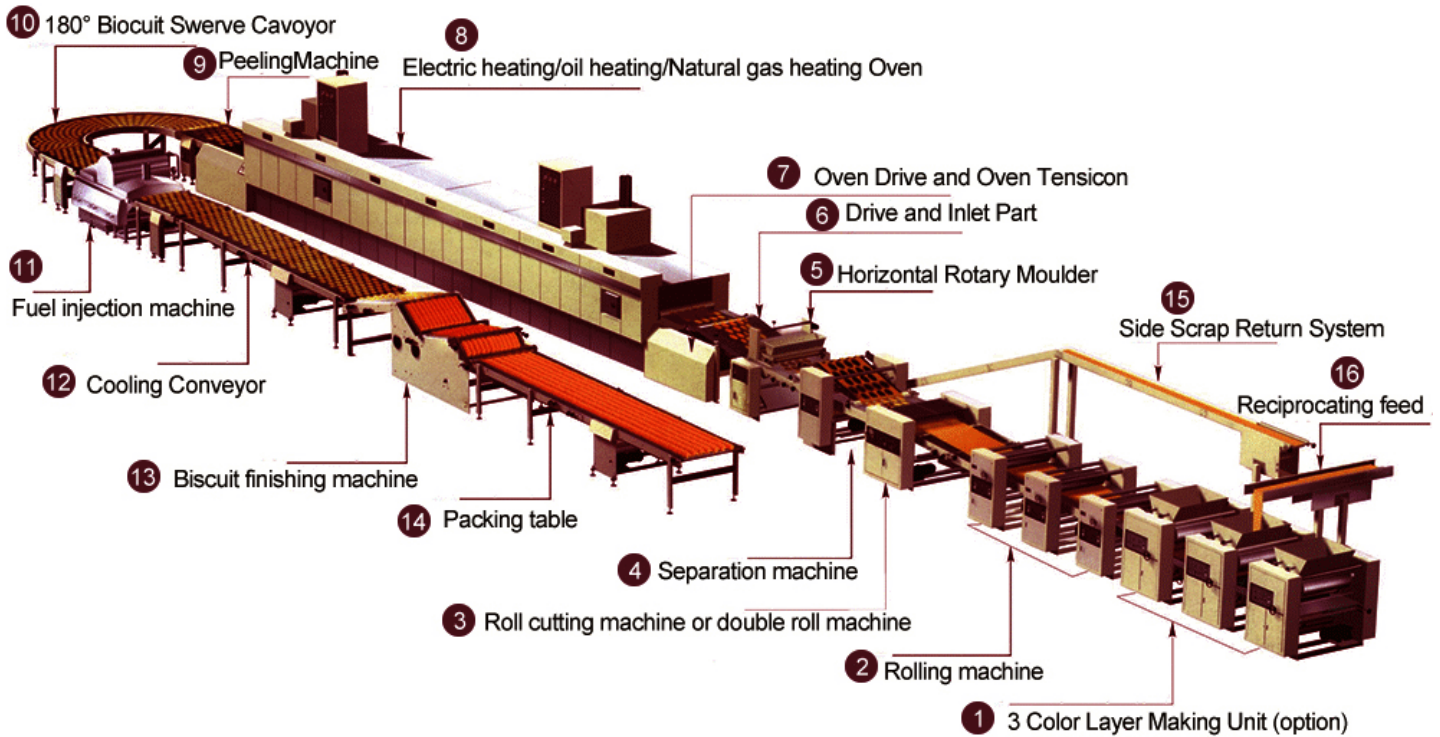 10 180° Biocuit Swerve Cavoyor
9 PeelingMachine
8
Electric heating/oil heating/Natural gas heating Oven
7 Oven Drive and Oven Tensicon
6 Drive and Inlet Part
5 Horizontal Rotary Moulder
15
Side Scrap Return System
16
Reciprocating feed
11
Fuel injection machine
12 Cooling Conveyor
13 Biscuit finishing machine
14 Packing table
4 Separation machine
3 Roll cutting machine or double roll machine
2 Rolling machine
1 3 Color Layer Making Unit (option)